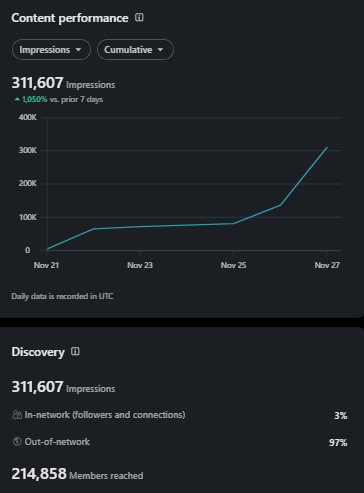 Content performance
Impressions Cumulative
311,607 Impressions
1,050% vs. prior 7 days
400K
300K
200K
100K
0
Nov 21 Nov 23 Nov 25 Nov 27
Daily data is recorded in UTC
Discovery
311,607 Impressions
In-network (followers and connections) 3%
Out-of-network 97%
214,858 Members reached